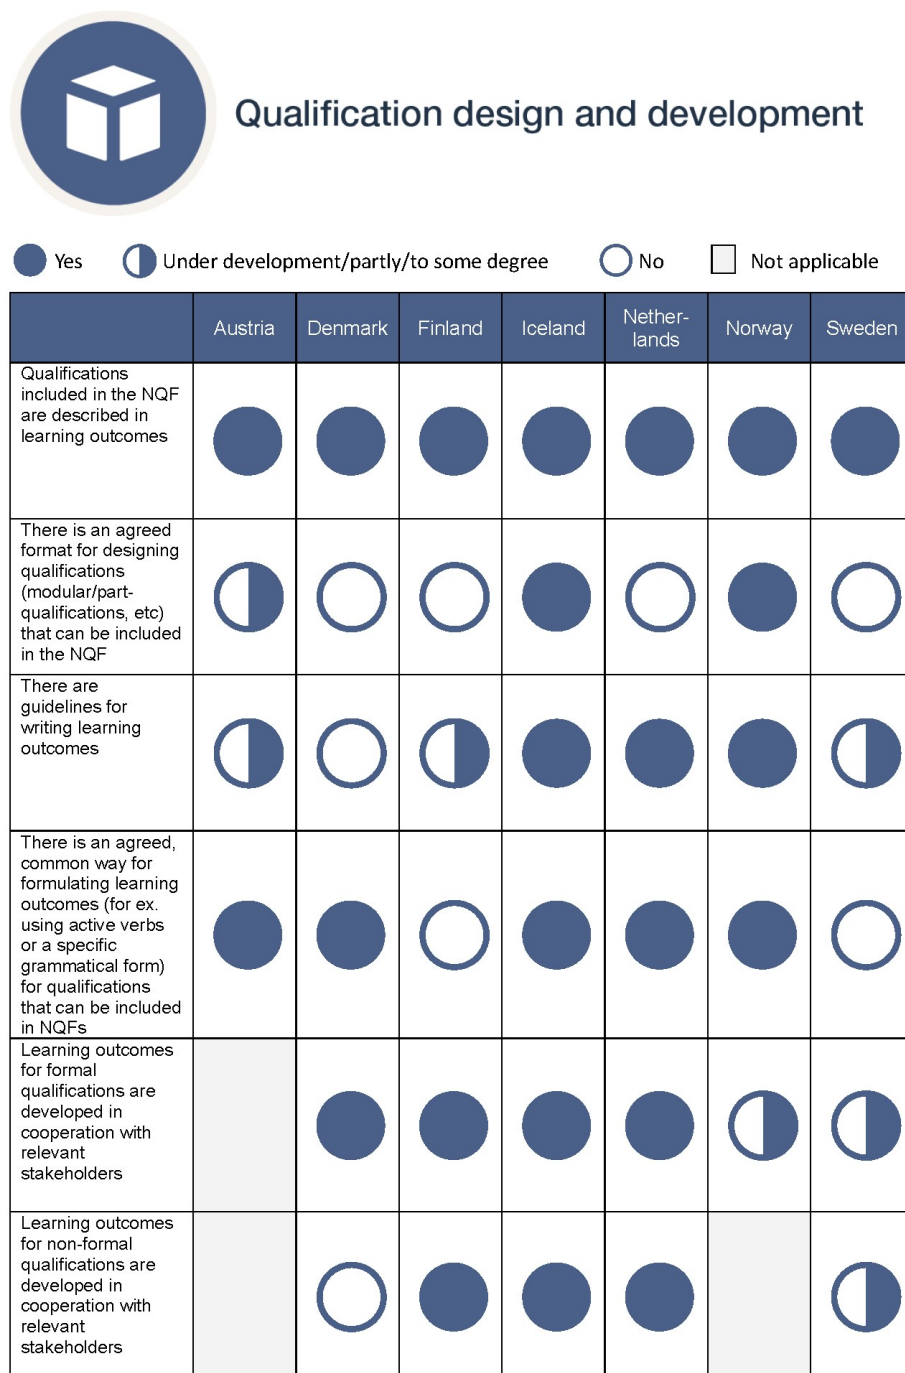 Qualification design and development
Yes
Under development/partly/to some degree
No
Not applicable
Austria
Denmark
Finland
Iceland
Nether-
lands
Norway
Sweden
Qualifications
included in the NQF
are described in
learning outcomes
There is an agreed
format for designing
qualifications
(modular/part-
qualifications, etc)
that can be included
in the NQF
There are
guidelines for
writing learning
outcomes
There is an agreed,
common way for
formulating learning
outcomes (for ex.
using active verbs
or a specific
grammatical form)
for qualifications
that can be included
in NQFs
Learning outcomes
for formal
qualifications are
developed in
cooperation with
relevant
stakeholders
Learning outcomes
for non-formal
qualifications are
developed in
cooperation with
relevant
stakeholders